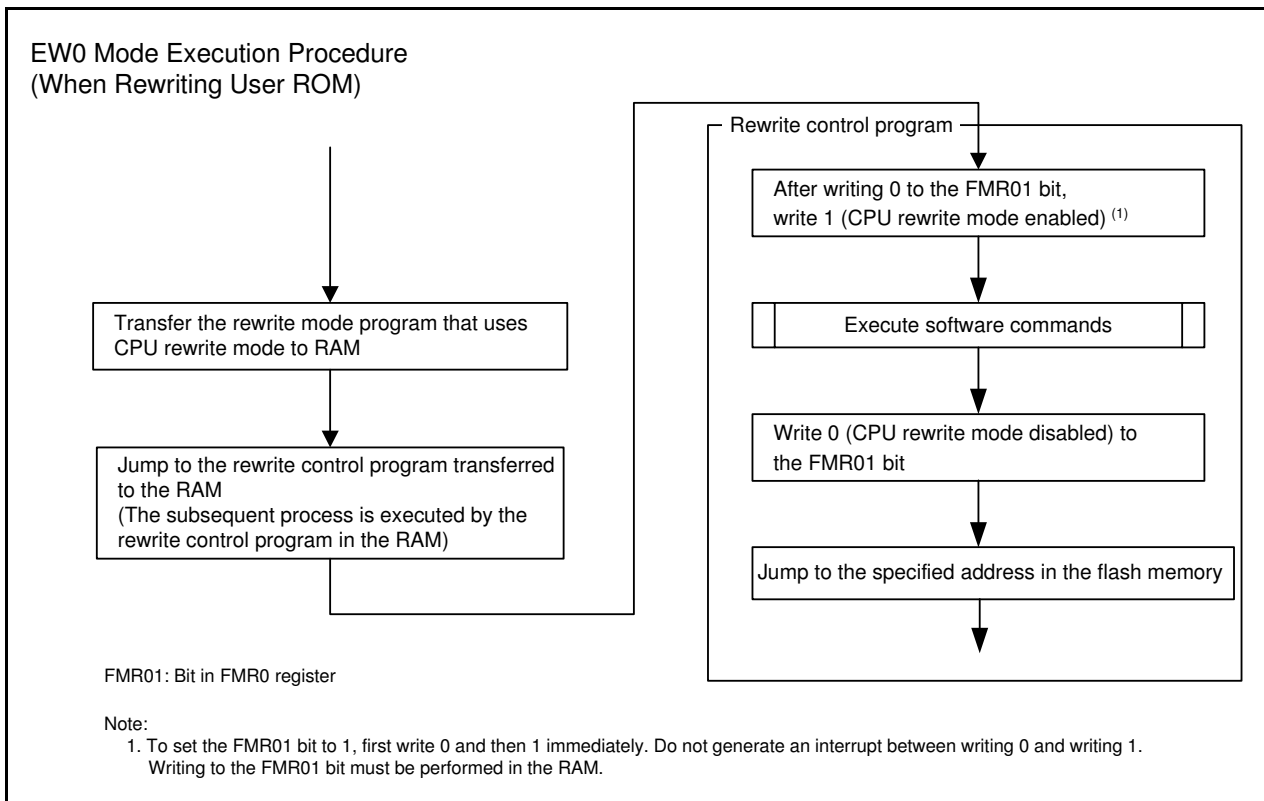 EW0 Mode Execution Procedure
(When Rewriting User ROM)
Transfer the rewrite mode program that uses
CPU rewrite mode to RAM
Jump to the rewrite control program transferred
to the RAM
(The subsequent process is executed by the
rewrite control program in the RAM)
Rewrite control program
After writing 0 to the FMR01 bit,
write 1 (CPU rewrite mode enabled) (1)
Execute software commands
Write 0 (CPU rewrite mode disabled) to
the FMR01 bit
Jump to the specified address in the flash memory
FMR01: Bit in FMR0 register
Note:
1. To set the FMR01 bit to 1, first write 0 and then 1 immediately. Do not generate an interrupt between writing 0 and writing 1.
Writing to the FMR01 bit must be performed in the RAM.